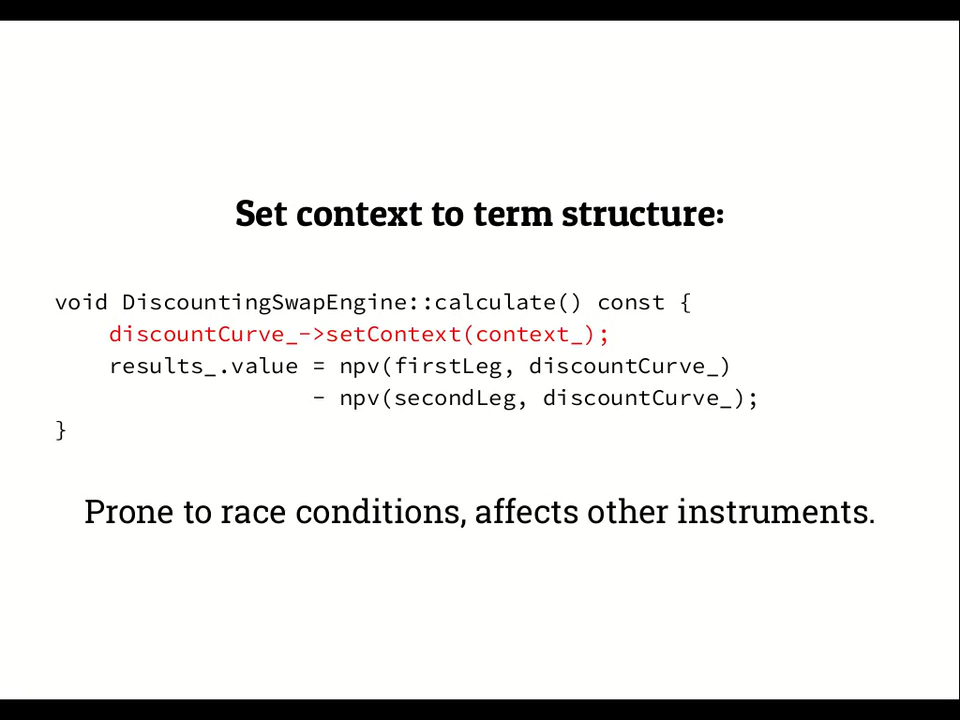 Set context to term structure:
void DiscountingSwapEngine::calculate() const {
    discountCurve_->setContext(context_);
    results_.value = npv(firstLeg, discountCurve_)
                   - npv(secondLeg, discountCurve_);
}
Prone to race conditions, affects other instruments.